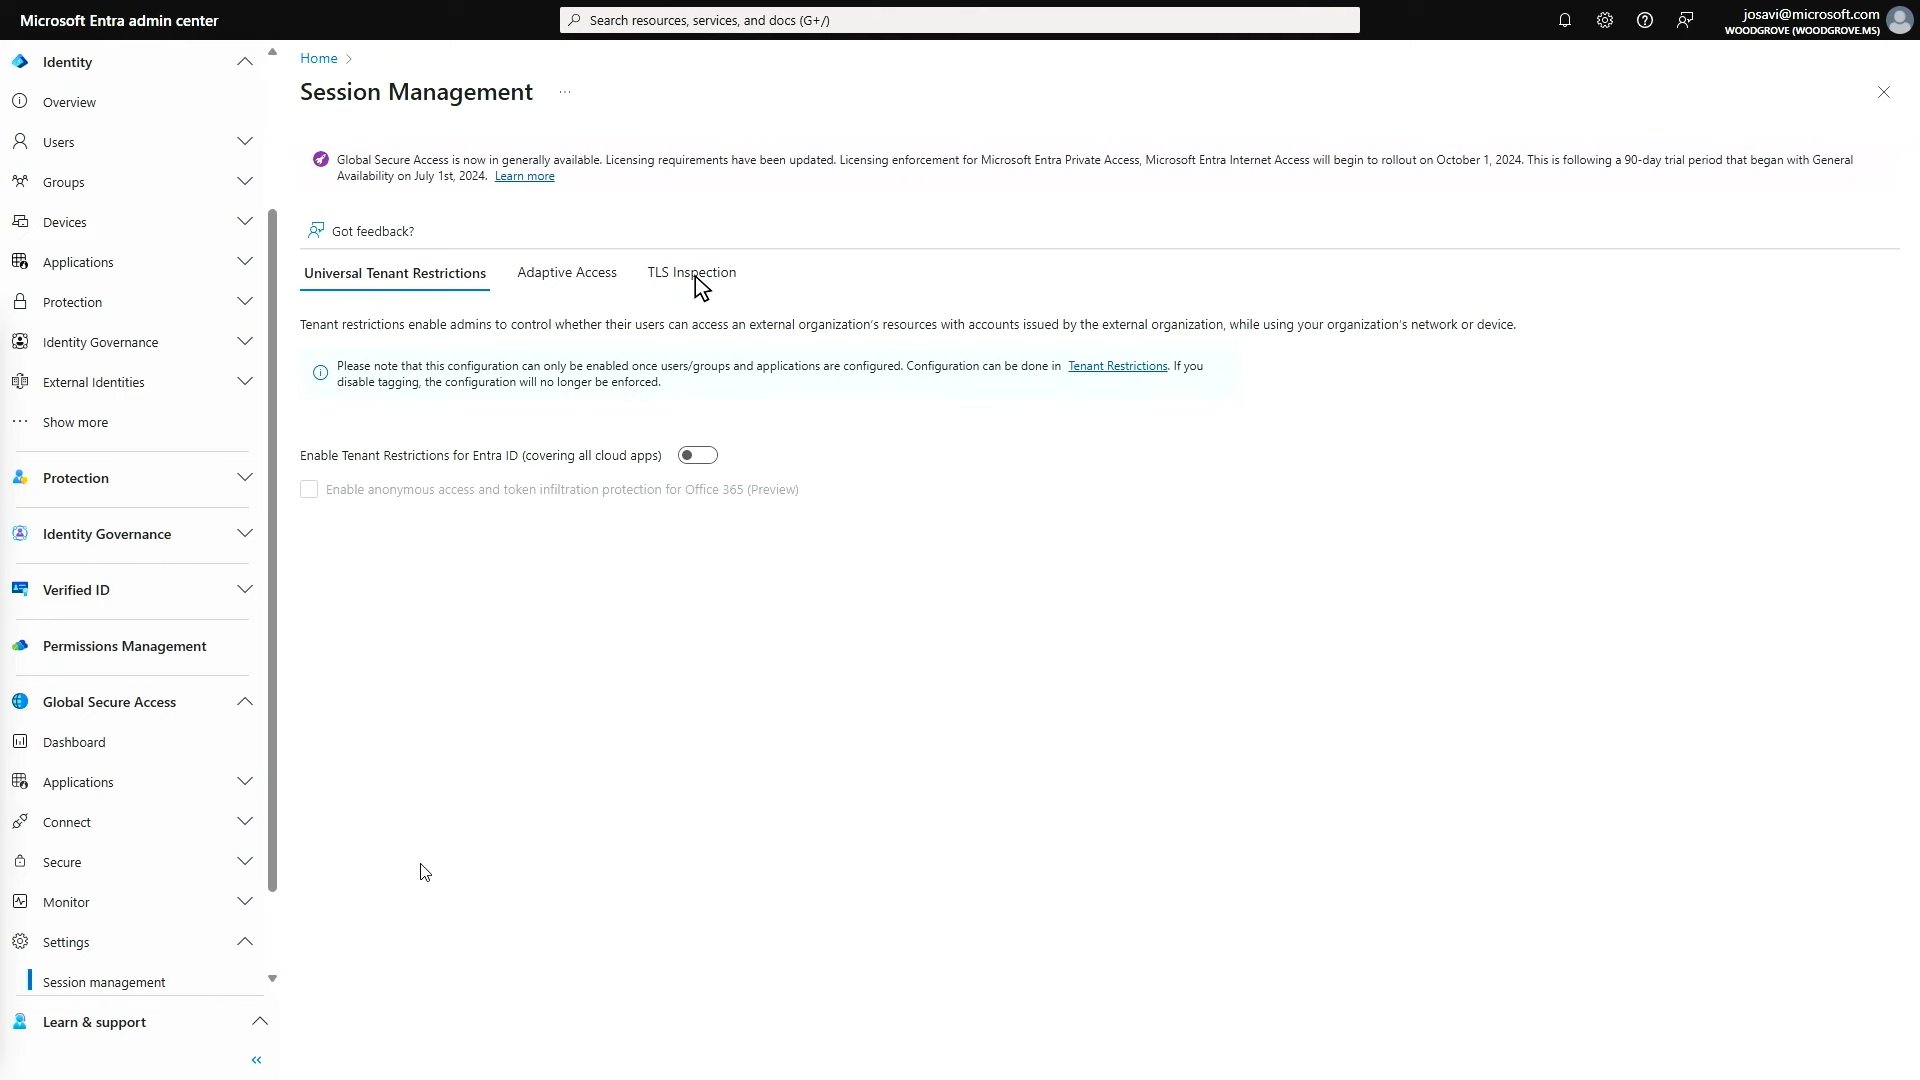 Microsoft Entra admin center
Search resources, services, and docs (G+/)
josavi@microsoft.com
WOODGROVE (WOODGROVE.MS)
Identity
Overview
Users
Groups
Devices
Applications
Protection
Identity Governance
External Identities
Show more
Protection
Identity Governance
Verified ID
Permissions Management
Global Secure Access
Dashboard
Applications
Connect
Secure
Monitor
Settings
Session management
Learn & support
Home
Session Management
Global Secure Access is now in generally available. Licensing requirements have been updated. Licensing enforcement for Microsoft Entra Private Access, Microsoft Entra Internet Access will begin to rollout on October 1, 2024. This is following a 90-day trial period that began with General
Availability on July 1st, 2024. Learn more
Got feedback?
Universal Tenant Restrictions Adaptive Access TLS Inspection
Tenant restrictions enable admins to control whether their users can access an external organization's resources with accounts issued by the external organization, while using your organization's network or device.
Please note that this configuration can only be enabled once users/groups and applications are configured. Configuration can be done in Tenant Restrictions. If you
disable tagging, the configuration will no longer be enforced.
Enable Tenant Restrictions for Entra ID (covering all cloud apps)
Enable anonymous access and token infiltration protection for Office 365 (Preview)